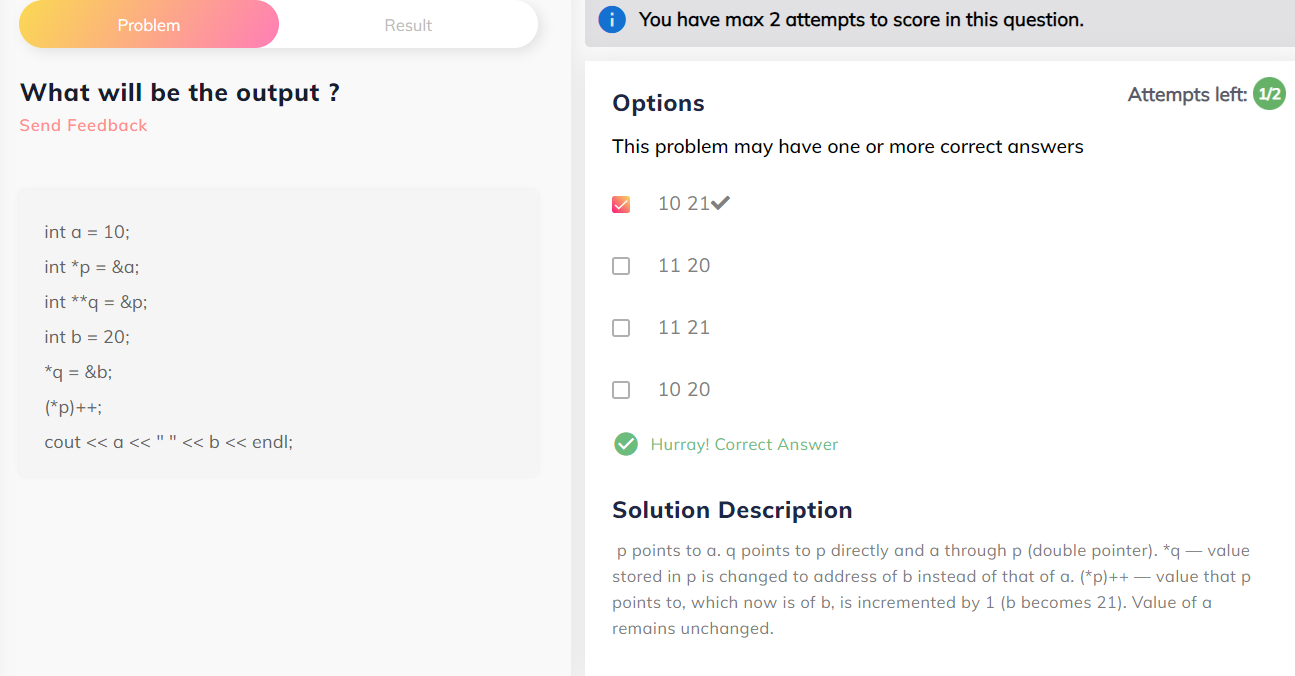 Problem
Result
What will be the output ?
Send Feedback
int a = 10;
int *p = &a;
int **q = &p;
int b = 20;
*q = &b;
(*p)++;
cout << a << " " << b << endl;
i You have max 2 attempts to score in this question.
Options
Attempts left: 1/2
This problem may have one or more correct answers
10 21
11 20
11 21
10 20
Hurray! Correct Answer
Solution Description
p points to a. q points to p directly and a through p (double pointer). *q — value
stored in p is changed to address of b instead of that of a. (*p)++ — value that p
points to, which now is of b, is incremented by 1 (b becomes 21). Value of a
remains unchanged.